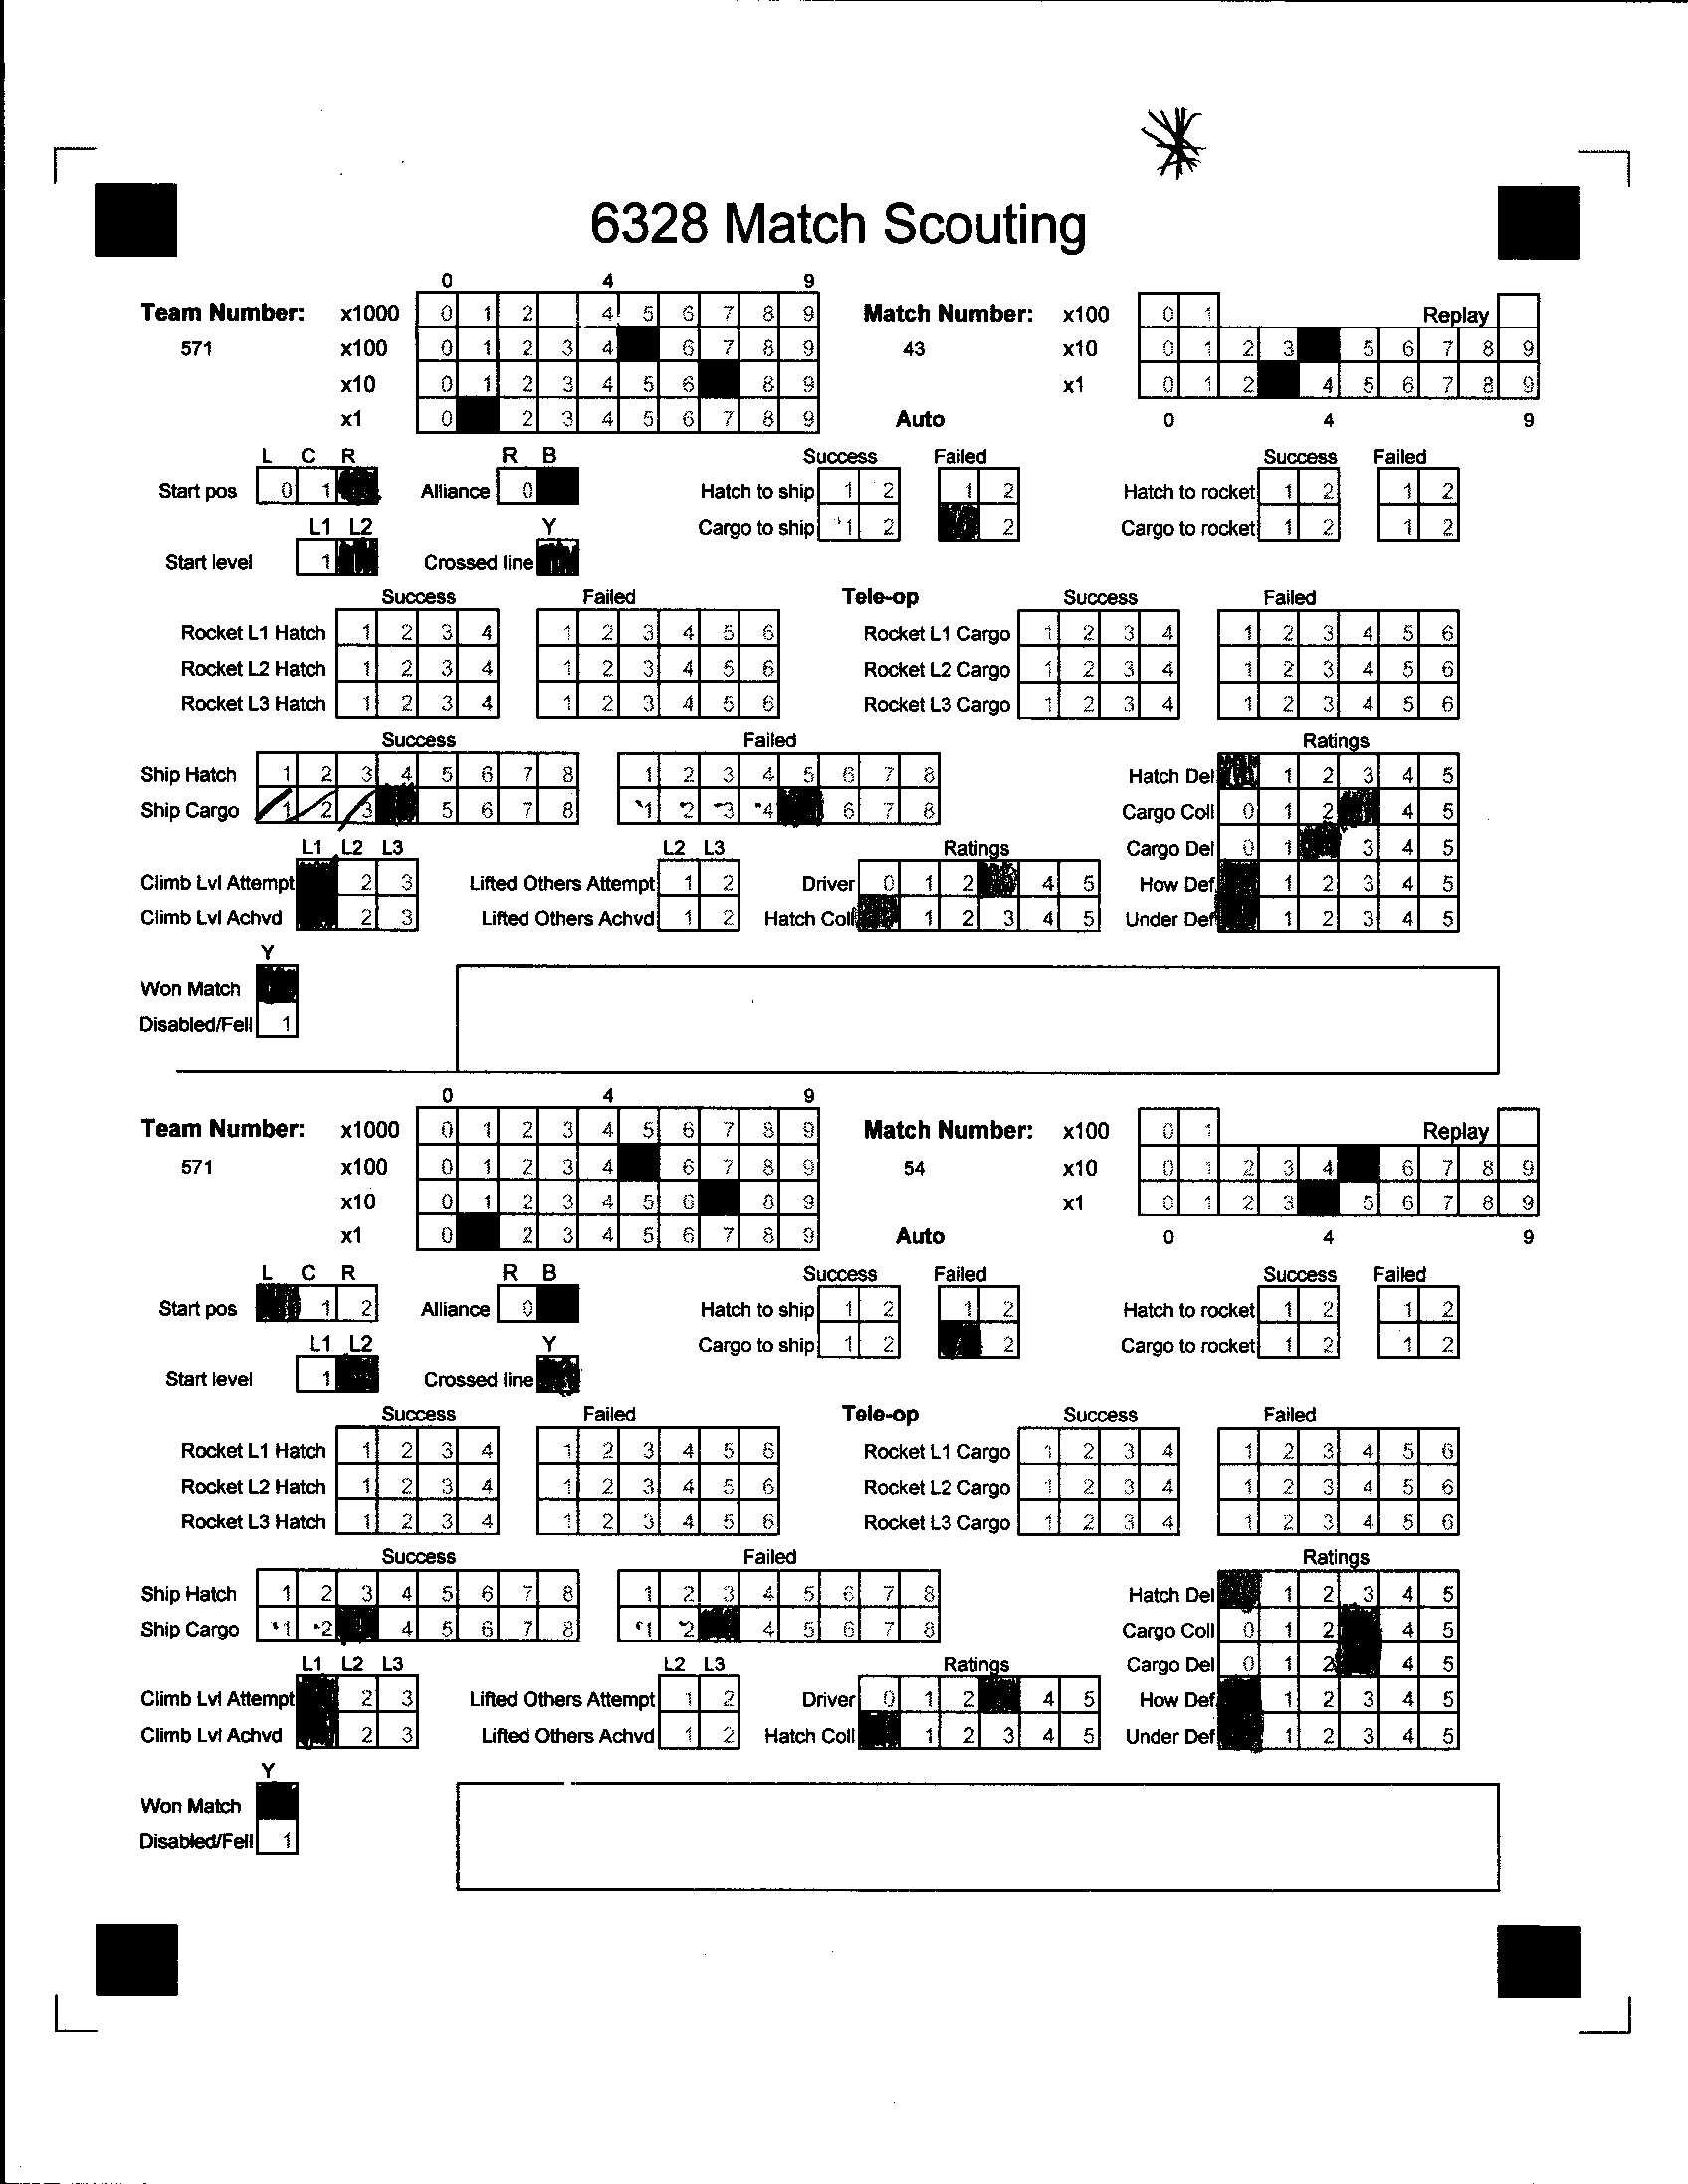 6328 Match Scouting
0 4 9
Team Number: x1000 0 1 2 4 5 6 7 8 9 Match Number: x100 0 1 Replay
571 x100 0 1 2 3 4 6 7 8 9 43 x10 0 1 2 3 5 6 7 8 9
x10 0 1 2 3 4 5 6 8 9 x1 0 1 2 4 5 6 7 8 9
x1 0 2 3 4 5 6 7 8 9 Auto 0 4 9
L C R R B Success Failed Success Failed
Start pos 0 1 Alliance 0 Hatch to ship 1 2 1 2 Hatch to rocket 1 2 1 2
L1 L2 Y Cargo to ship 1 2 2 Cargo to rocket 1 2 1 2
Start level 1 Crossed line
Success Failed Tele-op Success Failed
Rocket L1 Hatch 1 2 3 4 1 2 3 4 5 6 Rocket L1 Cargo 1 2 3 4 1 2 3 4 5 6
Rocket L2 Hatch 1 2 3 4 1 2 3 4 5 6 Rocket L2 Cargo 1 2 3 4 1 2 3 4 5 6
Rocket L3 Hatch 1 2 3 4 1 2 3 4 5 6 Rocket L3 Cargo 1 2 3 4 1 2 3 4 5 6
Success Failed Ratings
Ship Hatch 1 2 3 4 5 6 7 8 1 2 3 4 5 6 7 8 Hatch Del 1 2 3 4 5
Ship Cargo 1 2 3 5 6 7 8 1 2 3 4 6 7 8 Cargo Coll 0 1 2 4 5
L1 L2 L3 L2 L3 Ratings Cargo Del 0 1 3 4 5
Climb Lvl Attempt 2 3 Lifted Others Attempt 1 2 Driver 0 1 2 4 5 How Def 1 2 3 4 5
Climb Lvl Achvd 2 3 Lifted Others Achvd 1 2 Hatch Coll 1 2 3 4 5 Under Def 1 2 3 4 5
Y
Won Match
Disabled/Fell 1
0 4 9
Team Number: x1000 0 1 2 3 4 5 6 7 8 9 Match Number: x100 0 1 Replay
571 x100 0 1 2 3 4 6 7 8 9 54 x10 0 1 2 3 4 6 7 8 9
x10 0 1 2 3 4 5 6 8 9 x1 0 1 2 3 5 6 7 8 9
x1 0 2 3 4 5 6 7 8 9 Auto 0 4 9
L C R R B Success Failed Success Failed
Start pos 1 2 Alliance 0 Hatch to ship 1 2 1 2 Hatch to rocket 1 2 1 2
L1 L2 Y Cargo to ship 1 2 2 Cargo to rocket 1 2 1 2
Start level 1 Crossed line
Success Failed Tele-op Success Failed
Rocket L1 Hatch 1 2 3 4 1 2 3 4 5 6 Rocket L1 Cargo 1 2 3 4 1 2 3 4 5 6
Rocket L2 Hatch 1 2 3 4 1 2 3 4 5 6 Rocket L2 Cargo 1 2 3 4 1 2 3 4 5 6
Rocket L3 Hatch 1 2 3 4 1 2 3 4 5 6 Rocket L3 Cargo 1 2 3 4 1 2 3 4 5 6
Success Failed Ratings
Ship Hatch 1 2 3 4 5 6 7 8 1 2 3 4 5 6 7 8 Hatch Del 1 2 3 4 5
Ship Cargo 1 2 4 5 6 7 8 1 2 4 5 6 7 8 Cargo Coll 0 1 2 4 5
L1 L2 L3 L2 L3 Ratings Cargo Del 0 1 2 4 5
Climb Lvl Attempt 2 3 Lifted Others Attempt 1 2 Driver 0 1 2 4 5 How Def 1 2 3 4 5
Climb Lvl Achvd 2 3 Lifted Others Achvd 1 2 Hatch Coll 1 2 3 4 5 Under Def 1 2 3 4 5
Y
Won Match
Disabled/Fell 1